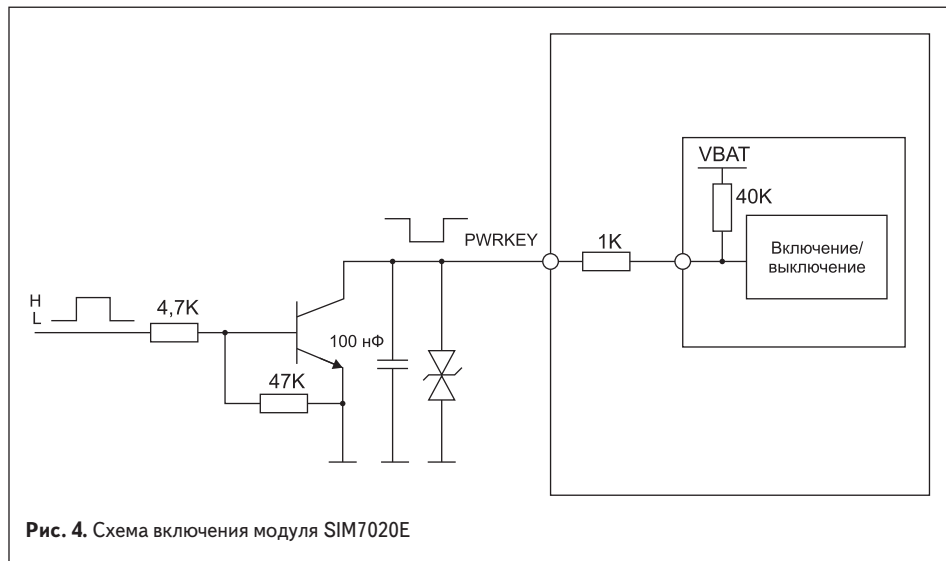 VBAT
40K
PWRKEY
1K
Включение/
выключение
H
L
4,7K
100 нФ
47K
Рис. 4. Схема включения модуля SIM7020E